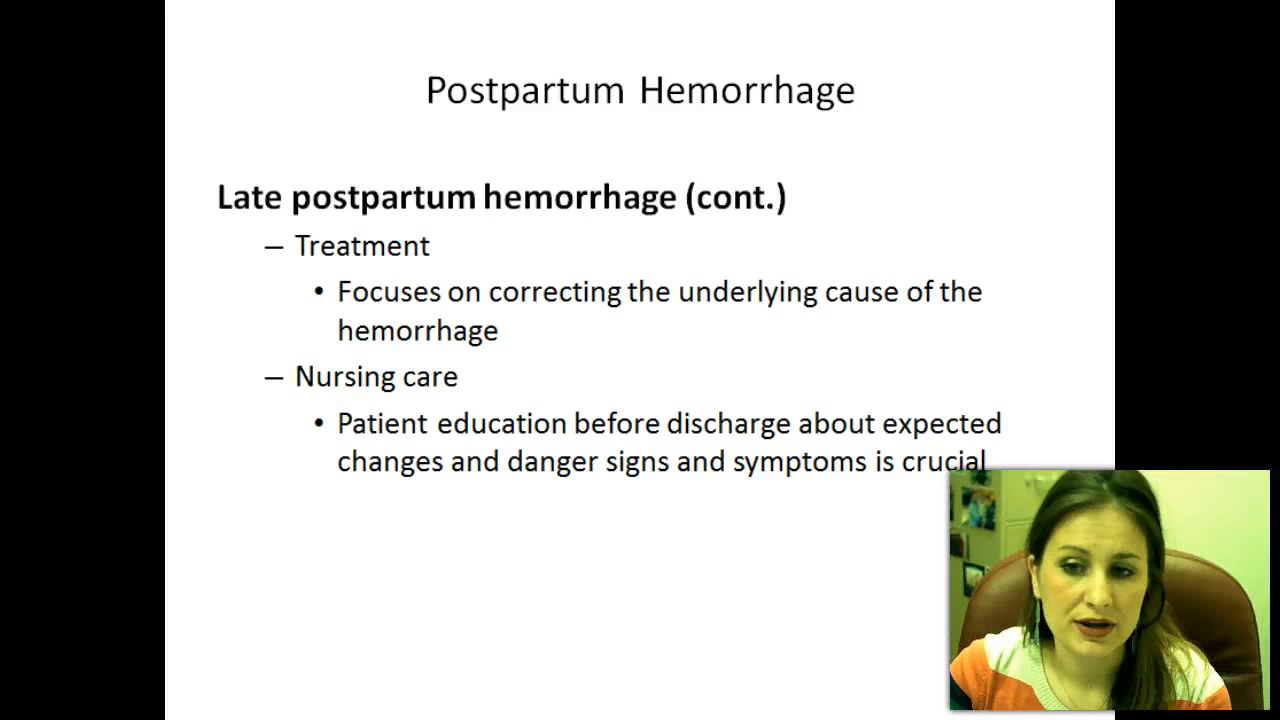 Postpartum Hemorrhage
Late postpartum hemorrhage (cont.)
– Treatment
• Focuses on correcting the underlying cause of the
hemorrhage
– Nursing care
• Patient education before discharge about expected
changes and danger signs and symptoms is crucial